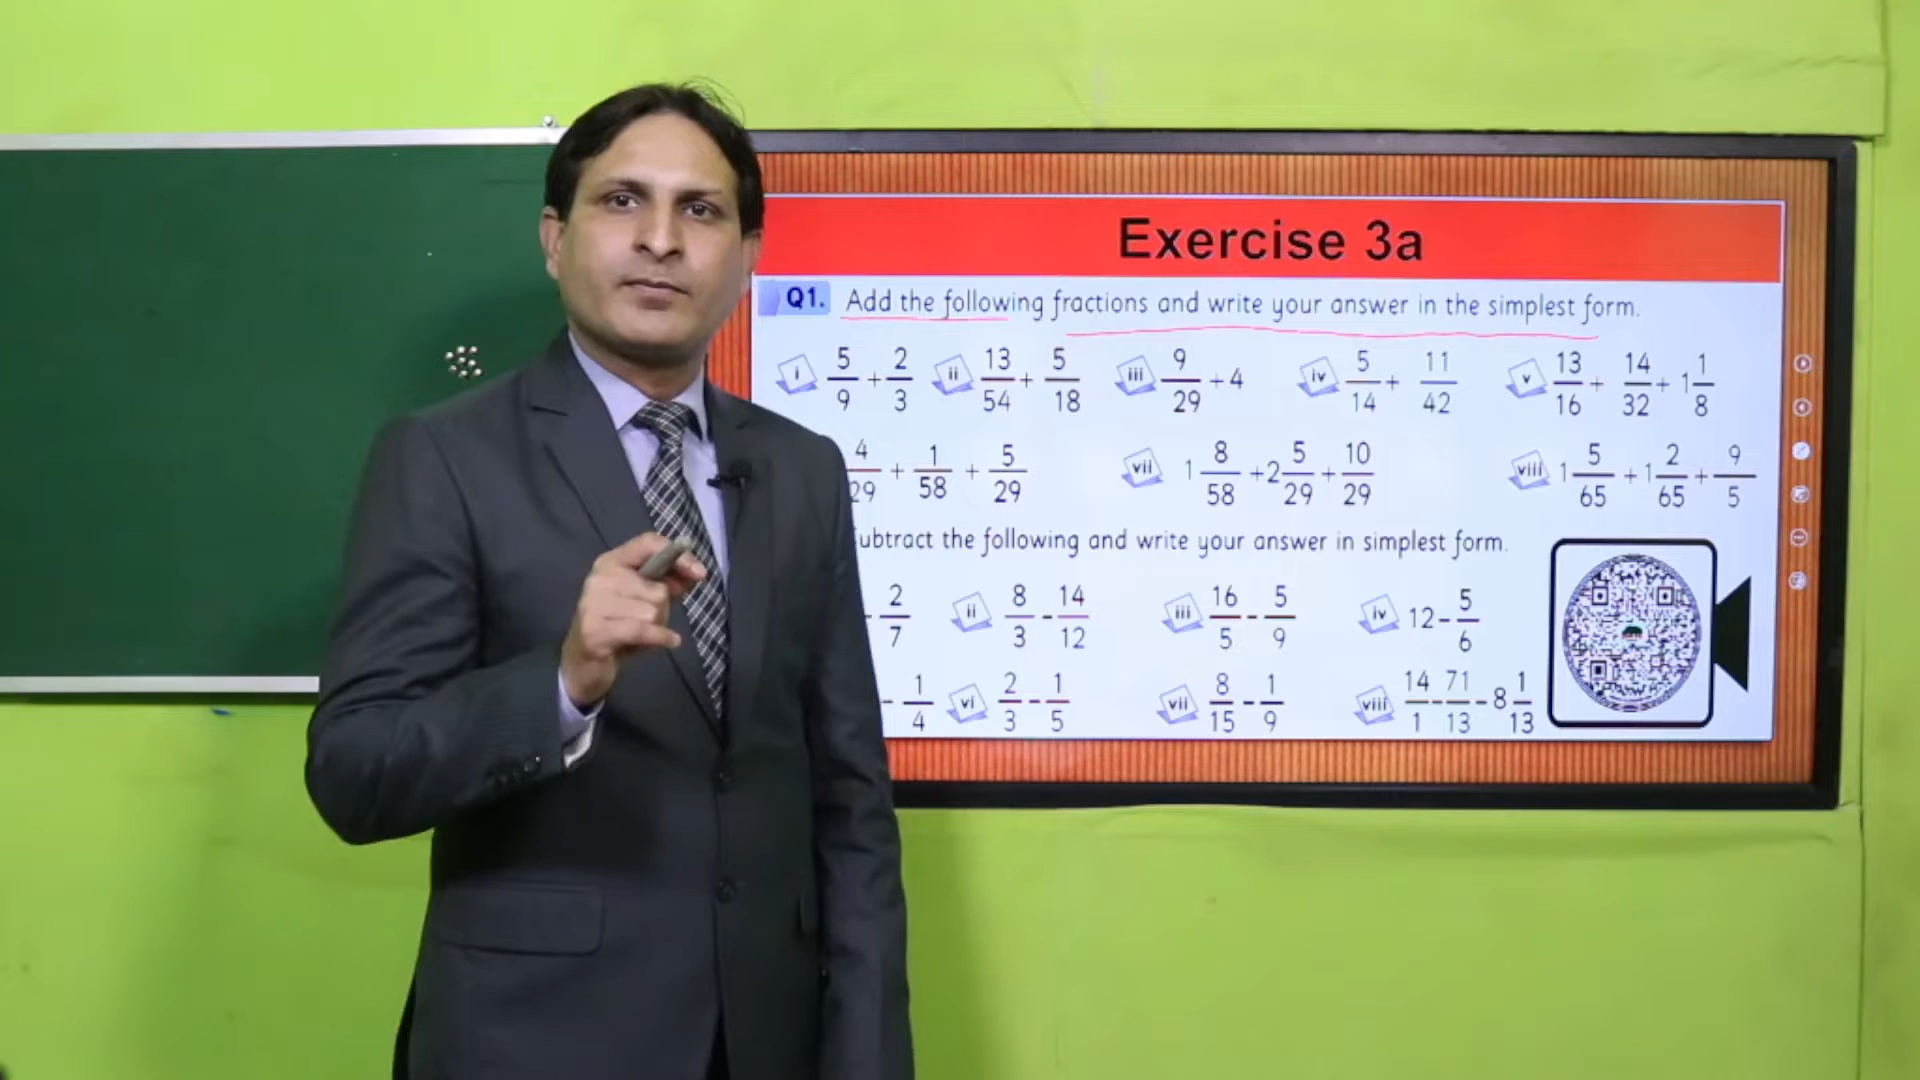 Exercise 3a
Q1. Add the following fractions and write your answer in the simplest form.
i 5/9 + 2/3 ii 13/54 + 5/18 iii 9/29 + 4 iv 5/14 + 11/42 v 13/16 + 14/32 + 1 1/8
4/29 + 1/58 + 5/29 vii 1 8/58 + 2 5/29 + 10/29 viii 1 5/65 + 1 2/65 + 9/5
ubtract the following and write your answer in simplest form.
- 2/7 ii 8/3 - 14/12 iii 16/5 - 5/9 iv 12 - 5/6
- 1/4 vi 2/3 - 1/5 vii 8/15 - 1/9 viii 14/1 - 71/13 - 8 1/13